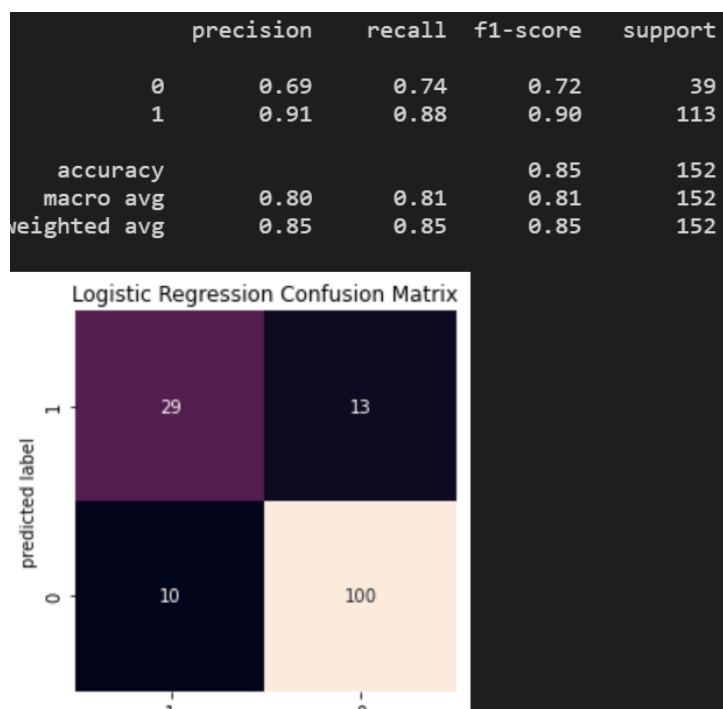 precision recall f1-score support
0 0.69 0.74 0.72 39
1 0.91 0.88 0.90 113
accuracy 0.85 152
macro avg 0.80 0.81 0.81 152
weighted avg 0.85 0.85 0.85 152
Logistic Regression Confusion Matrix
1 29 13
predicted label
0 10 100